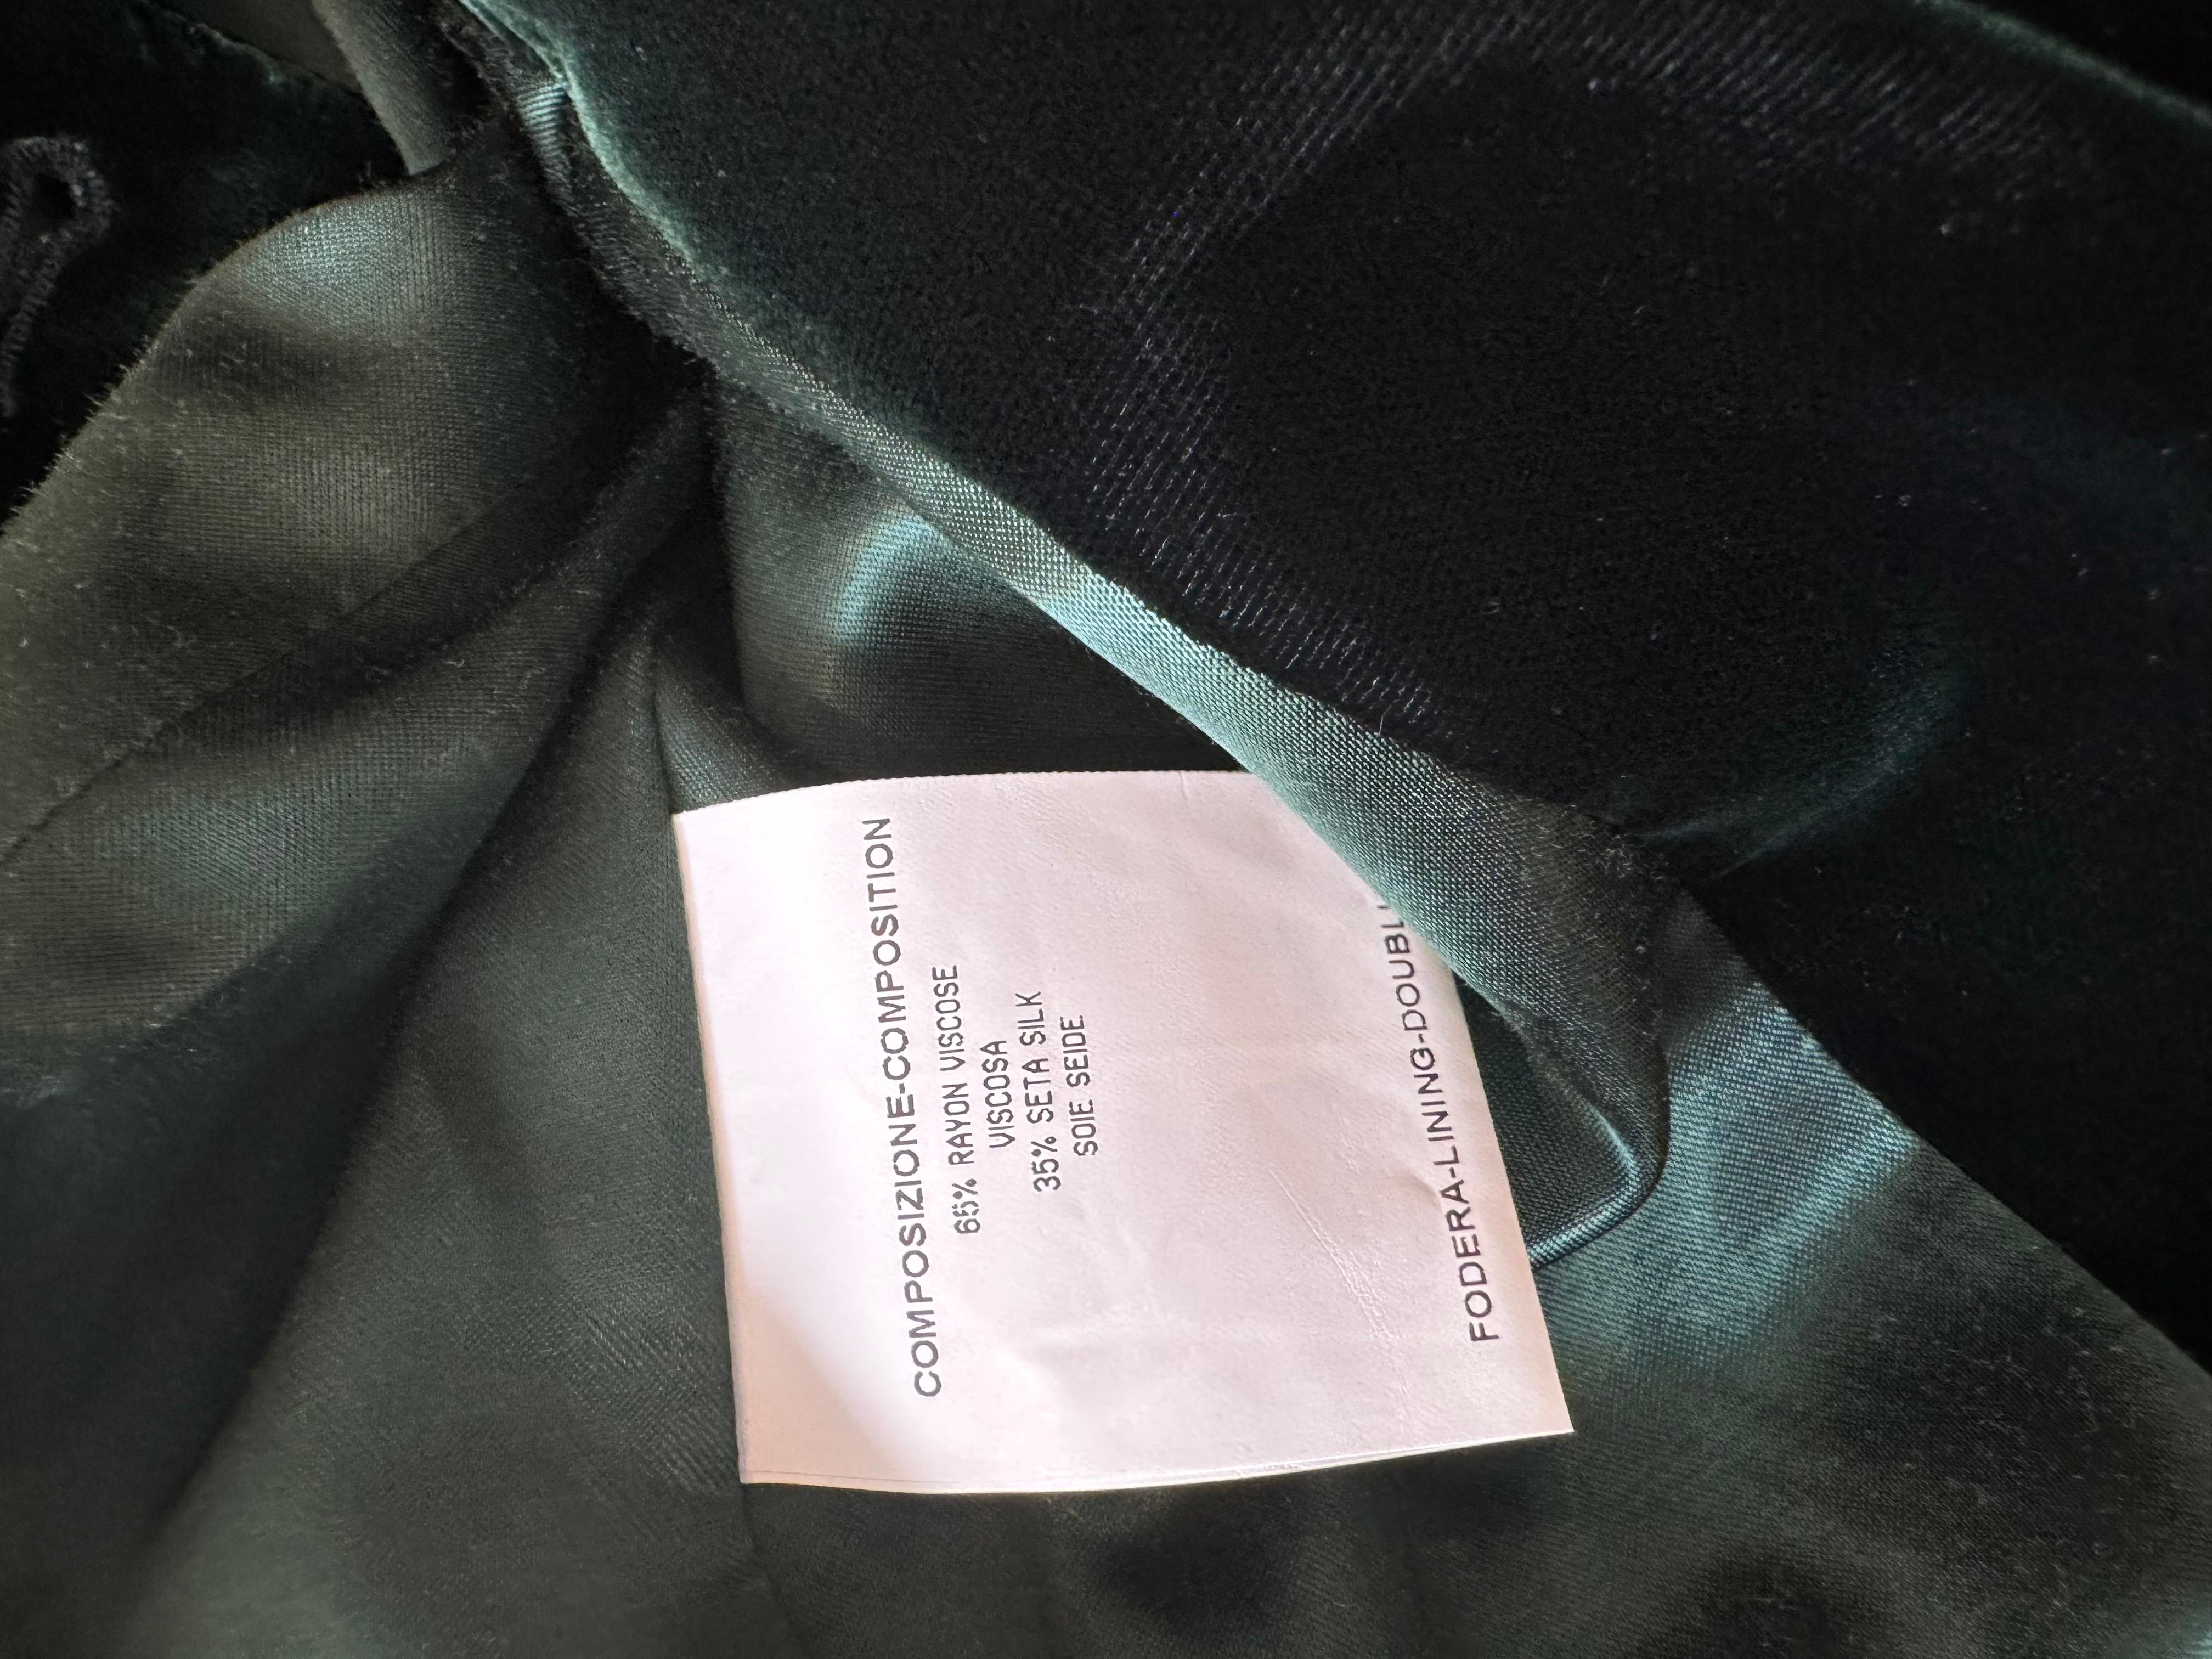 COMPOSIZIONE-COMPOSITION
65% RAYON VISCOSE
VISCOSA
35% SETA SILK
SOIE SEIDE
FODERA-LINING-DOUBL